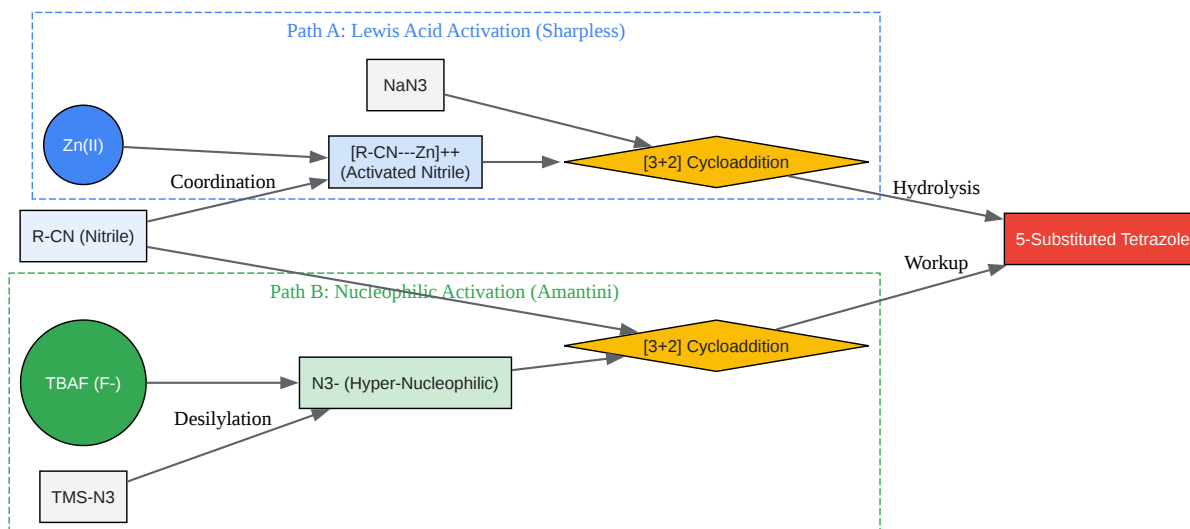 Path A: Lewis Acid Activation (Sharpless)
NaN3
Zn(II)
[R-CN---Zn]++
(Activated Nitrile)
[3+2] Cycloaddition
Coordination
Hydrolysis
R-CN (Nitrile)
5-Substituted Tetrazole
Workup
Path B: Nucleophilic Activation (Amantini)
[3+2] Cycloaddition
TBAF (F-)
N3- (Hyper-Nucleophilic)
Desilylation
TMS-N3